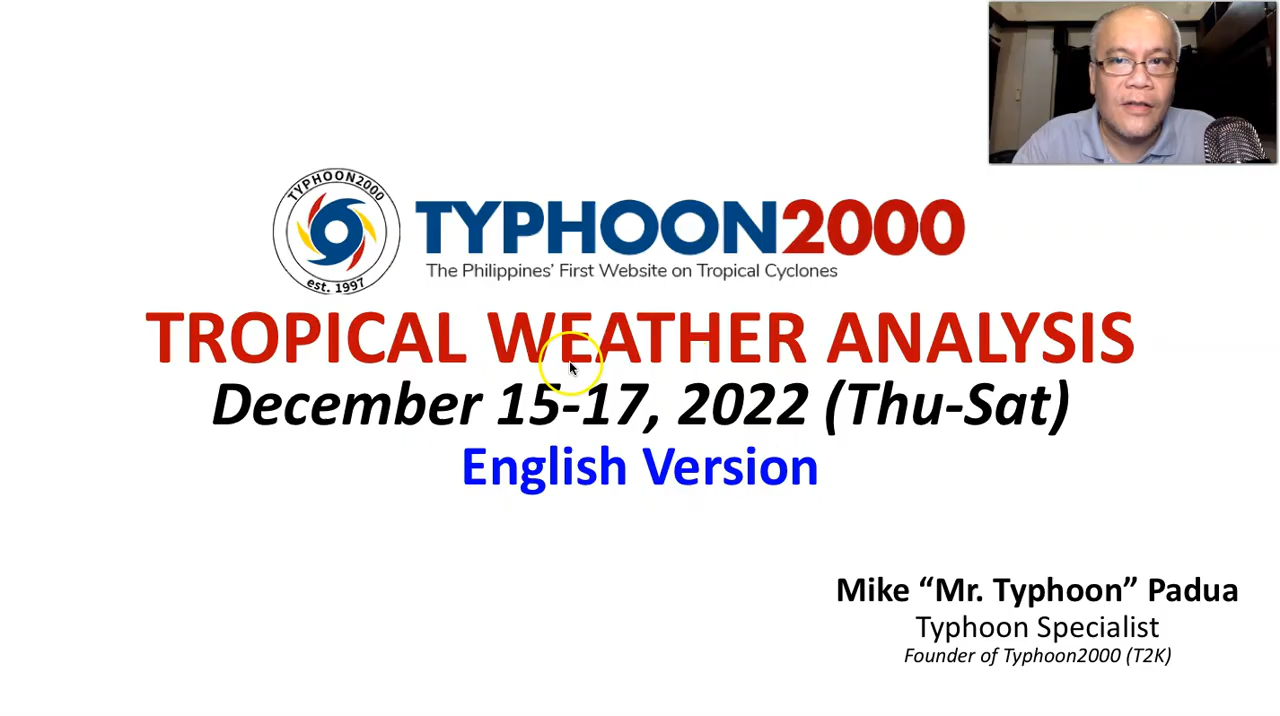 TYPHOON2000
est. 1997
TYPHOON2000
The Philippines' First Website on Tropical Cyclones
TROPICAL WEATHER ANALYSIS
December 15-17, 2022 (Thu-Sat)
English Version
Mike “Mr. Typhoon” Padua
Typhoon Specialist
Founder of Typhoon2000 (T2K)